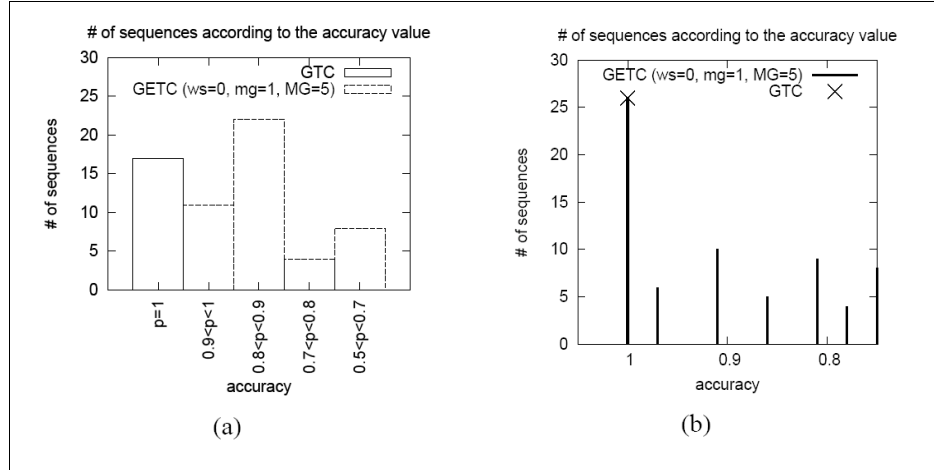 # of sequences according to the accuracy value
30
25
20
15
10
5
0
# of sequences
GTC
GETC (ws=0, mg=1, MG=5)
p=1
0.9<p<1
0.8<p<0.9
0.7<p<0.8
0.5<p<0.7
accuracy
(a)
# of sequences according to the accuracy value
30
25
20
15
10
5
0
# of sequences
GETC (ws=0, mg=1, MG=5)
GTC
1
0.9
0.8
accuracy
(b)